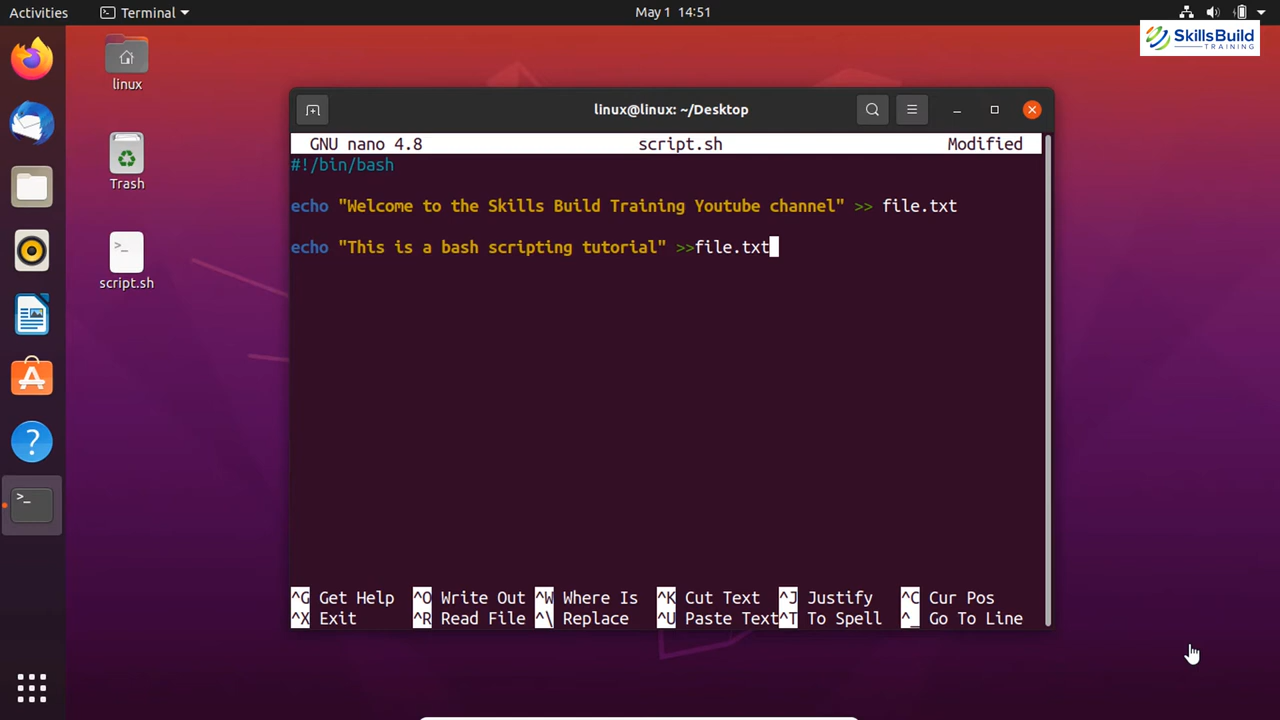 Activities
Terminal
May 1 14:51
SkillsBuild
TRAINING
linux
Trash
script.sh
linux@linux: ~/Desktop
GNU nano 4.8 script.sh Modified
#!/bin/bash
echo "Welcome to the Skills Build Training Youtube channel" >> file.txt
echo "This is a bash scripting tutorial" >>file.txt
^G Get Help ^O Write Out ^W Where Is ^K Cut Text ^J Justify ^C Cur Pos
^X Exit ^R Read File ^\ Replace ^U Paste Text ^T To Spell ^_ Go To Line